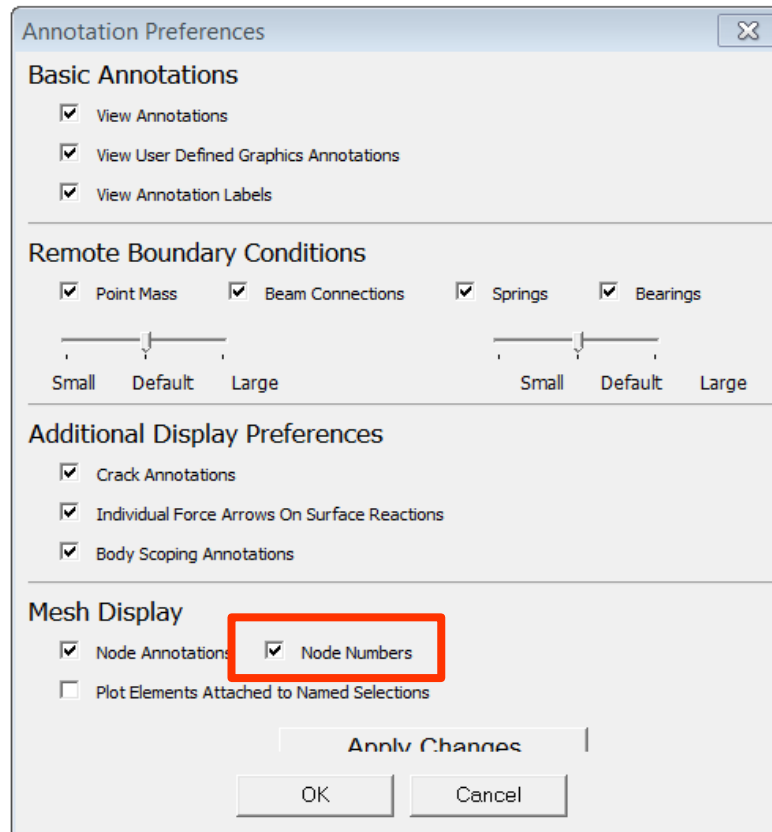 Annotation Preferences
Basic Annotations
View Annotations
View User Defined Graphics Annotations
View Annotation Labels
Remote Boundary Conditions
Point Mass Beam Connections Springs Bearings
Small Default Large Small Default Large
Additional Display Preferences
Crack Annotations
Individual Force Arrows On Surface Reactions
Body Scoping Annotations
Mesh Display
Node Annotations Node Numbers
Plot Elements Attached to Named Selections
Apply Changes
OK Cancel